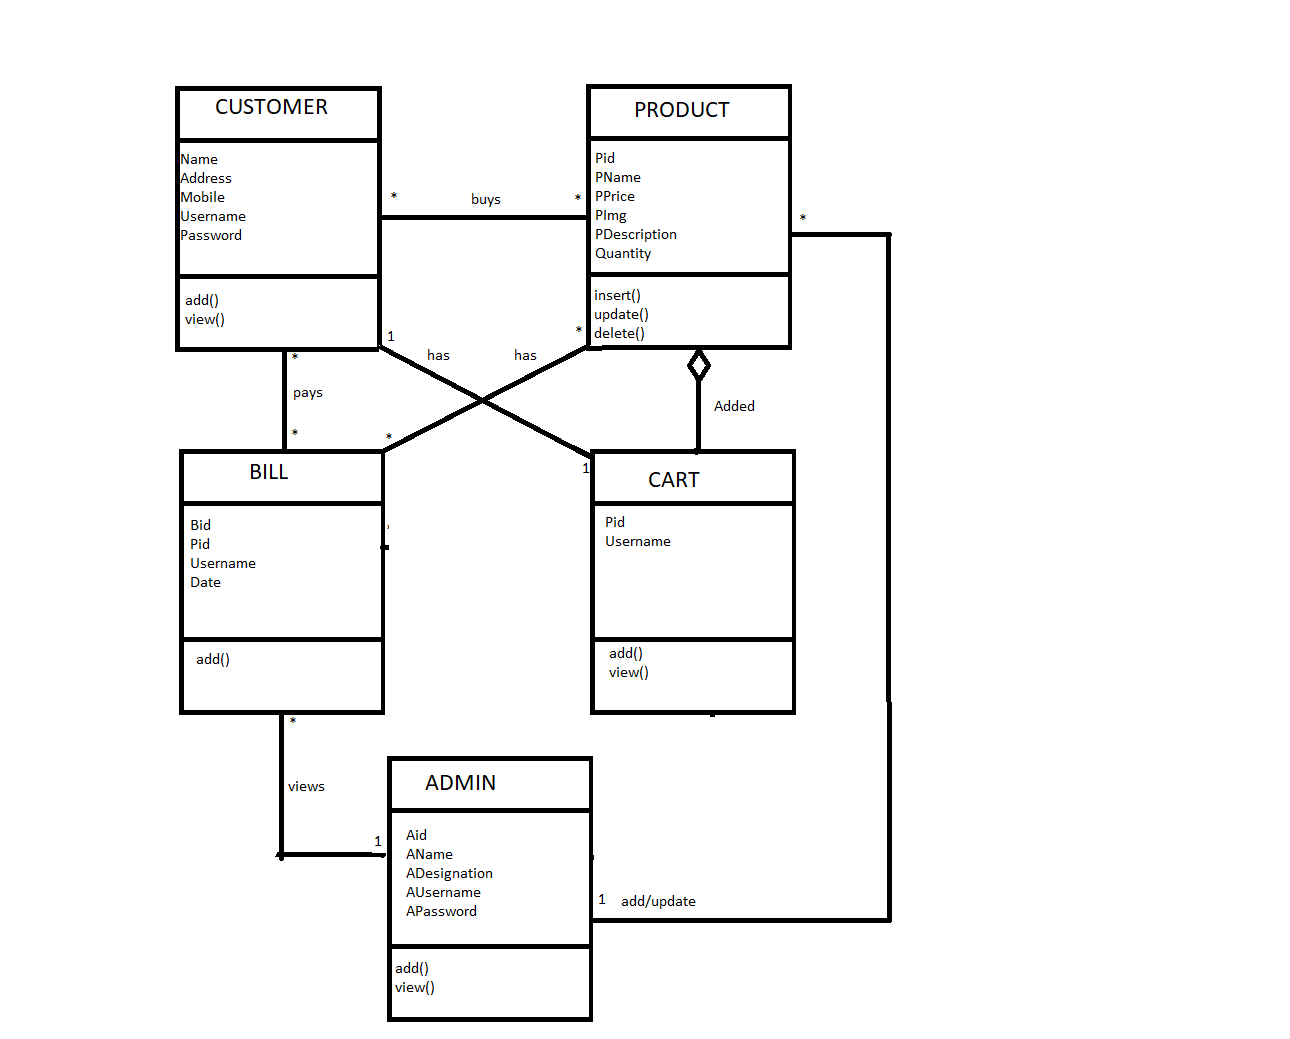 CUSTOMER
Name
Address
Mobile
Username
Password
add()
view()
* buys *
PRODUCT
Pid
PName
PPrice
PImg
PDescription
Quantity
insert()
update()
delete()
*
1
has
has
*
*
pays
*
*
1
Added
BILL
Bid
Pid
Username
Date
add()
CART
Pid
Username
add()
view()
*
views
1
ADMIN
Aid
AName
ADesignation
AUsername
APassword
add()
view()
1 add/update